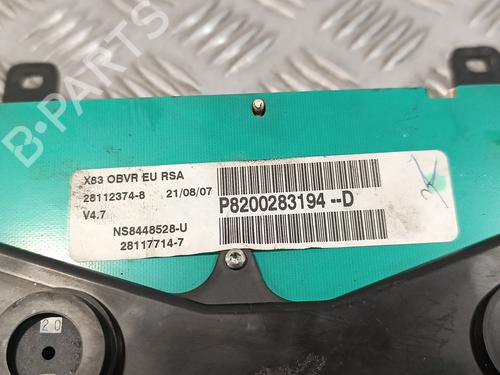 B-PARTS
X83 OBVR EU RSA
28112374-8 21/08/07
V4.7
P8200283194--D
NS8448528-U
28117714-7
20